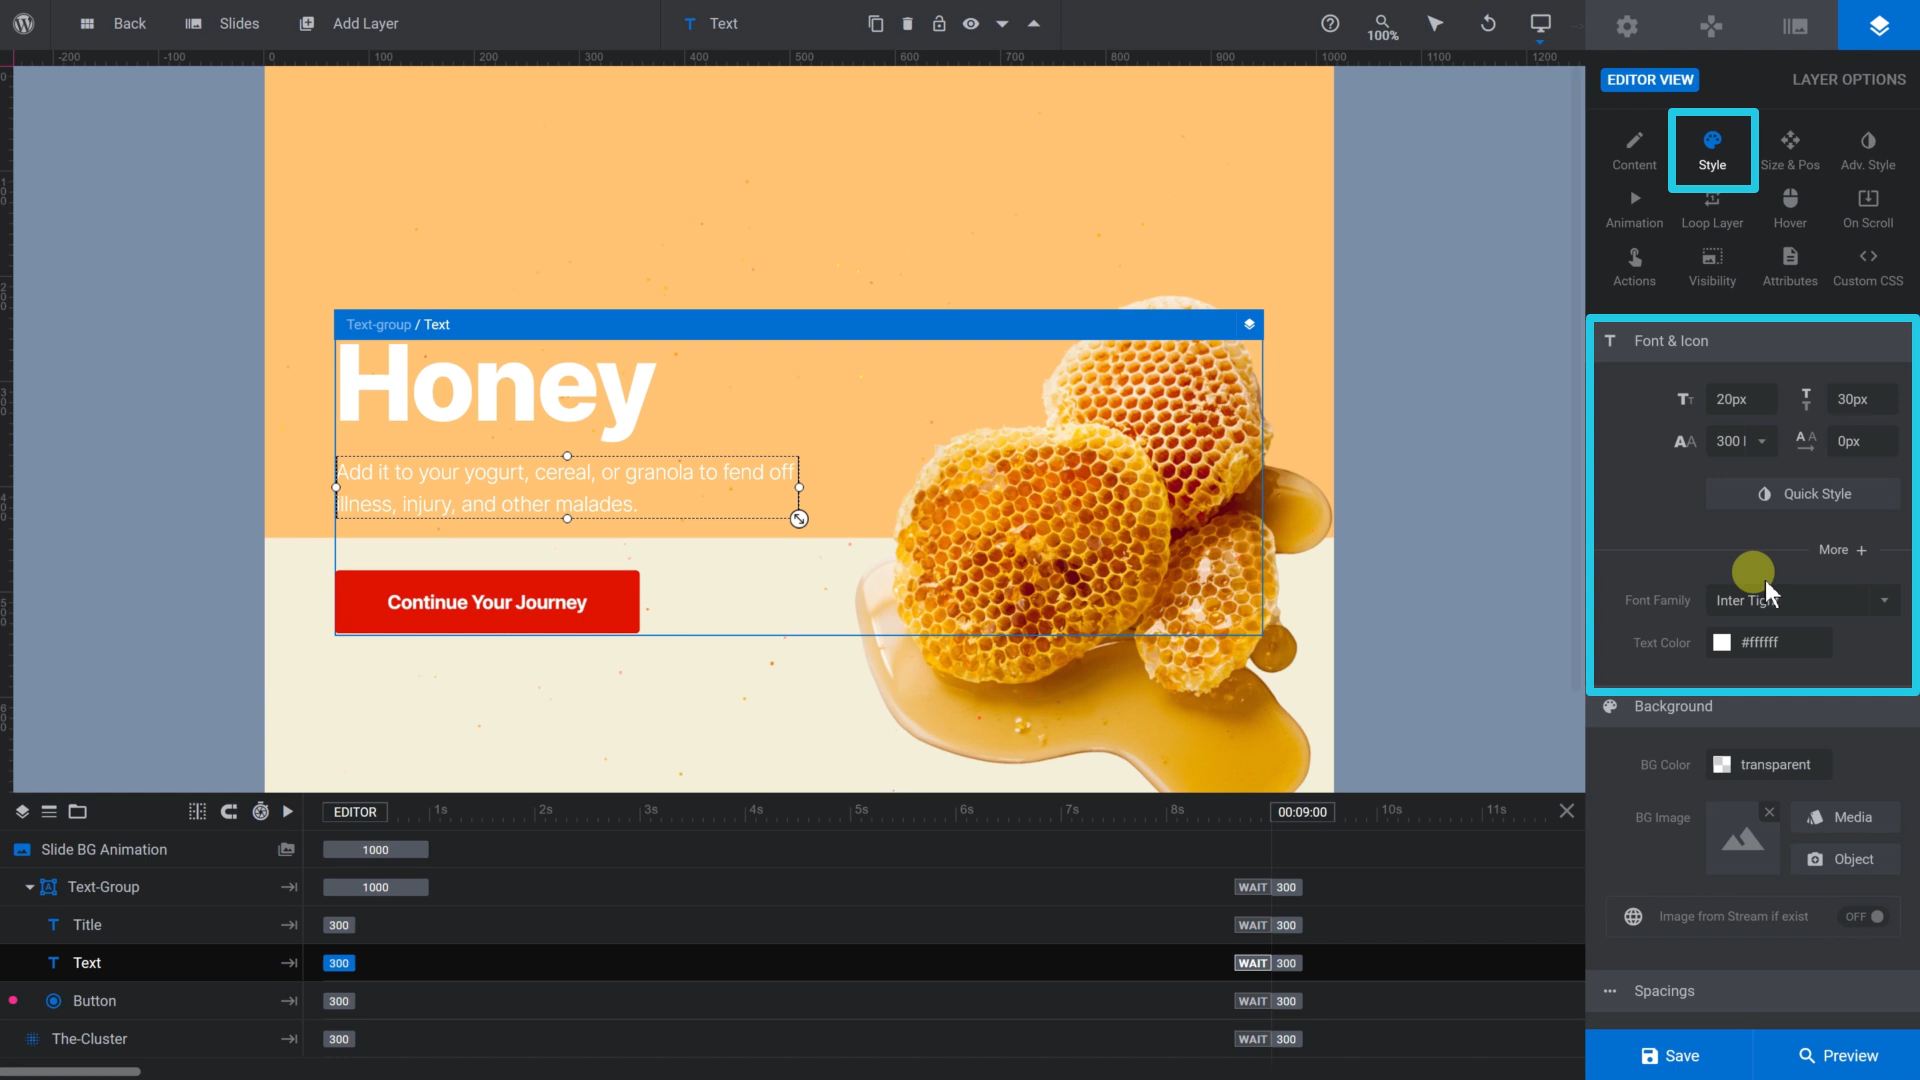 Back
Slides
Add Layer
Text
100%
-200 -100 0 100 200 300 400 500 600 700 800 900 1000 1100 1200
EDITOR VIEW
LAYER OPTIONS
Content
Style
Size & Pos
Adv. Style
Animation
Loop Layer
Hover
On Scroll
Actions
Visibility
Attributes
Custom CSS
Text-group / Text
Honey
Add it to your yogurt, cereal, or granola to fend off
illness, injury, and other malades.
Continue Your Journey
Font & Icon
20px
30px
300
0px
Quick Style
More +
Font Family
Inter
Text Color
#ffffff
Background
BG Color
transparent
BG Image
Media
Object
Image from Stream if exist
OFF
Spacings
Save
Preview
EDITOR 1s 2s 3s 4s 5s 6s 7s 8s 00:09:00 10s 11s
Slide BG Animation
1000
Text-Group
1000
WAIT 300
Title
300
WAIT 300
Text
300
WAIT 300
Button
300
WAIT 300
The-Cluster
300
WAIT 300